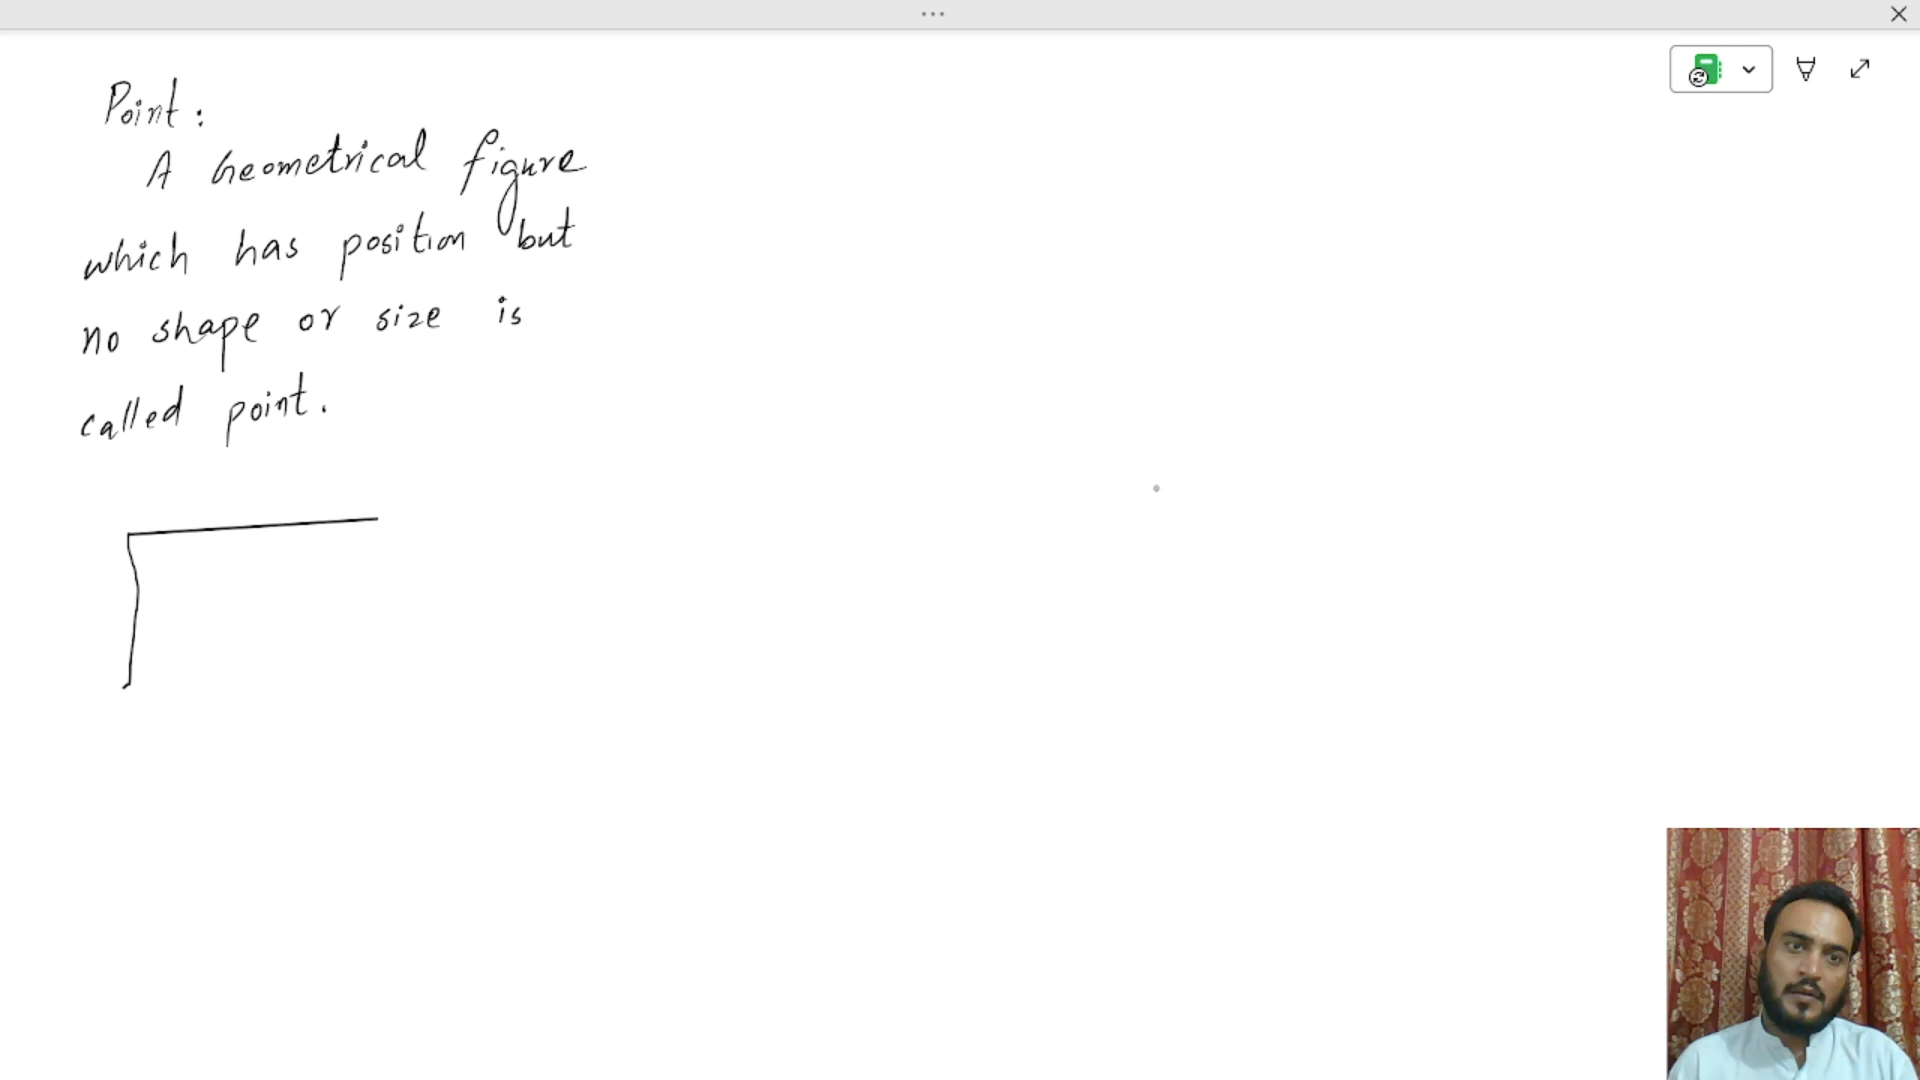 Point:
A Geometrical figure
which has position but
no shape or size is
called point.